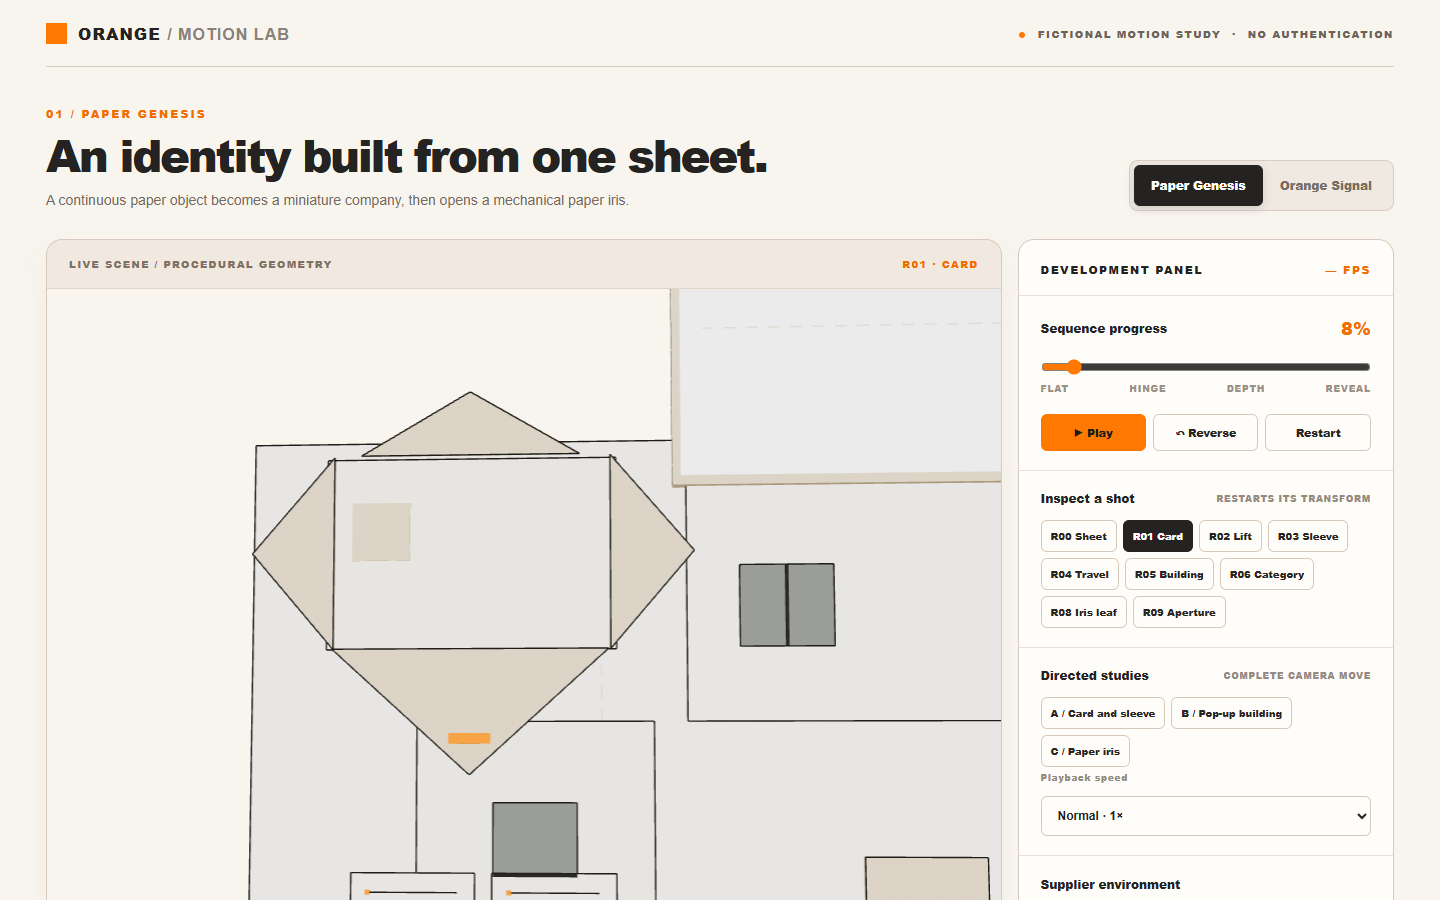 ORANGE / MOTION LAB
FICTIONAL MOTION STUDY · NO AUTHENTICATION
01 / PAPER GENESIS
An identity built from one sheet.
A continuous paper object becomes a miniature company, then opens a mechanical paper iris.
Paper Genesis
Orange Signal
LIVE SCENE / PROCEDURAL GEOMETRY
R01 · CARD
DEVELOPMENT PANEL
— FPS
Sequence progress
8%
FLAT HINGE DEPTH REVEAL
▶ Play
↶ Reverse
Restart
Inspect a shot
RESTARTS ITS TRANSFORM
R00 Sheet
R01 Card
R02 Lift
R03 Sleeve
R04 Travel
R05 Building
R06 Category
R08 Iris leaf
R09 Aperture
Directed studies
COMPLETE CAMERA MOVE
A / Card and sleeve
B / Pop-up building
C / Paper iris
Playback speed
Normal · 1×
Supplier environment